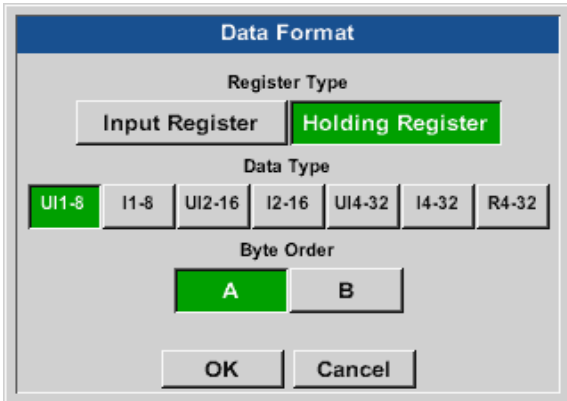 Data Format
Register Type
Input Register Holding Register
Data Type
UI1-8 I1-8 UI2-16 I2-16 UI4-32 I4-32 R4-32
Byte Order
A B
OK Cancel